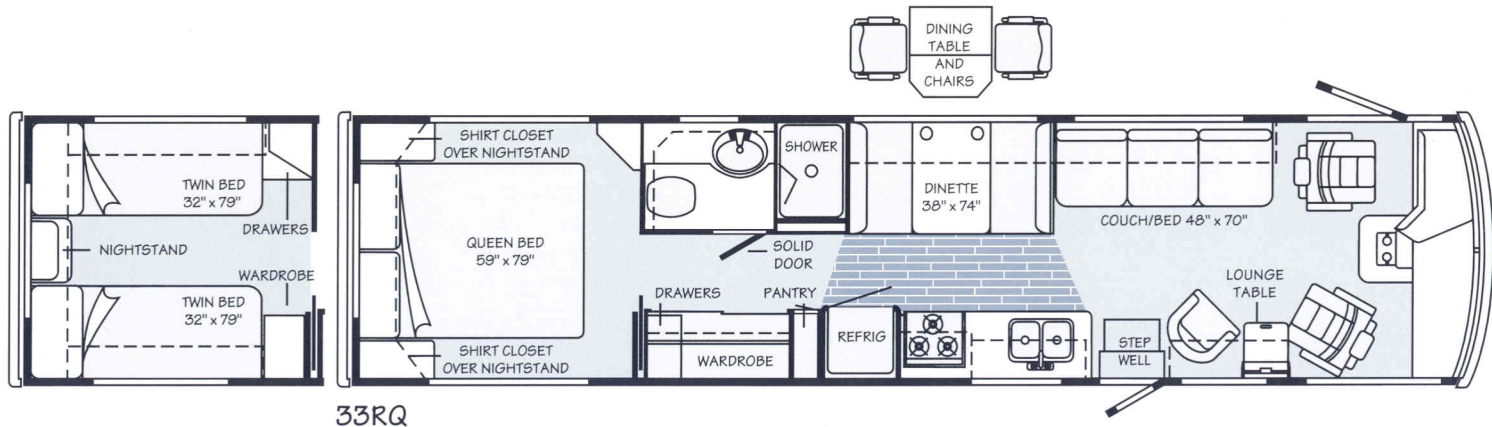 DINING
TABLE
AND
CHAIRS
TWIN BED
32" x 79"
DRAWERS
NIGHTSTAND
WARDROBE
TWIN BED
32" x 79"
SHIRT CLOSET
OVER NIGHTSTAND
QUEEN BED
59" x 79"
SHIRT CLOSET
OVER NIGHTSTAND
SHOWER
SOLID
DOOR
DRAWERS
PANTRY
WARDROBE
REFRIG
DINETTE
38" x 74"
COUCH/BED 48" x 70"
LOUNGE
TABLE
STEP
WELL
33RQ